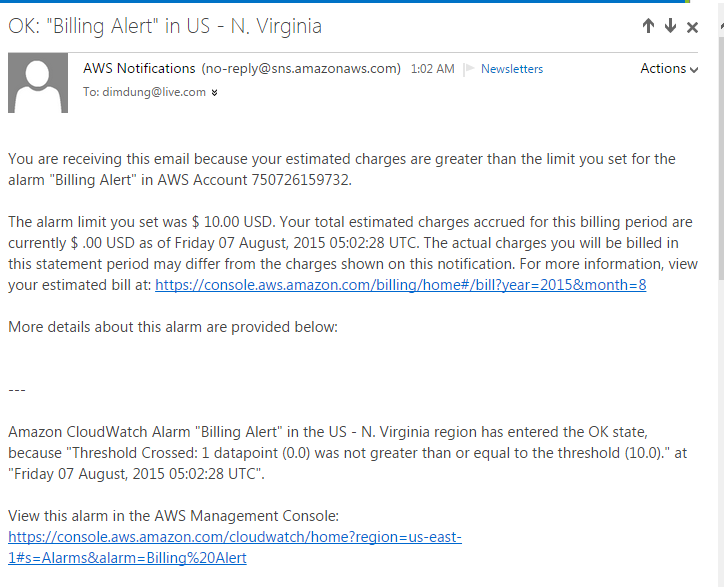 OK: "Billing Alert" in US - N. Virginia
AWS Notifications (no-reply@sns.amazonaws.com) 1:02 AM Newsletters Actions
To: dimdung@live.com
You are receiving this email because your estimated charges are greater than the limit you set for the
alarm "Billing Alert" in AWS Account 750726159732.
The alarm limit you set was $ 10.00 USD. Your total estimated charges accrued for this billing period are
currently $ .00 USD as of Friday 07 August, 2015 05:02:28 UTC. The actual charges you will be billed in
this statement period may differ from the charges shown on this notification. For more information, view
your estimated bill at: https://console.aws.amazon.com/billing/home#/bill?year=2015&month=8
More details about this alarm are provided below:
---
Amazon CloudWatch Alarm "Billing Alert" in the US - N. Virginia region has entered the OK state,
because "Threshold Crossed: 1 datapoint (0.0) was not greater than or equal to the threshold (10.0)." at
"Friday 07 August, 2015 05:02:28 UTC".
View this alarm in the AWS Management Console:
https://console.aws.amazon.com/cloudwatch/home?region=us-east-
1#s=Alarms&alarm=Billing%20Alert